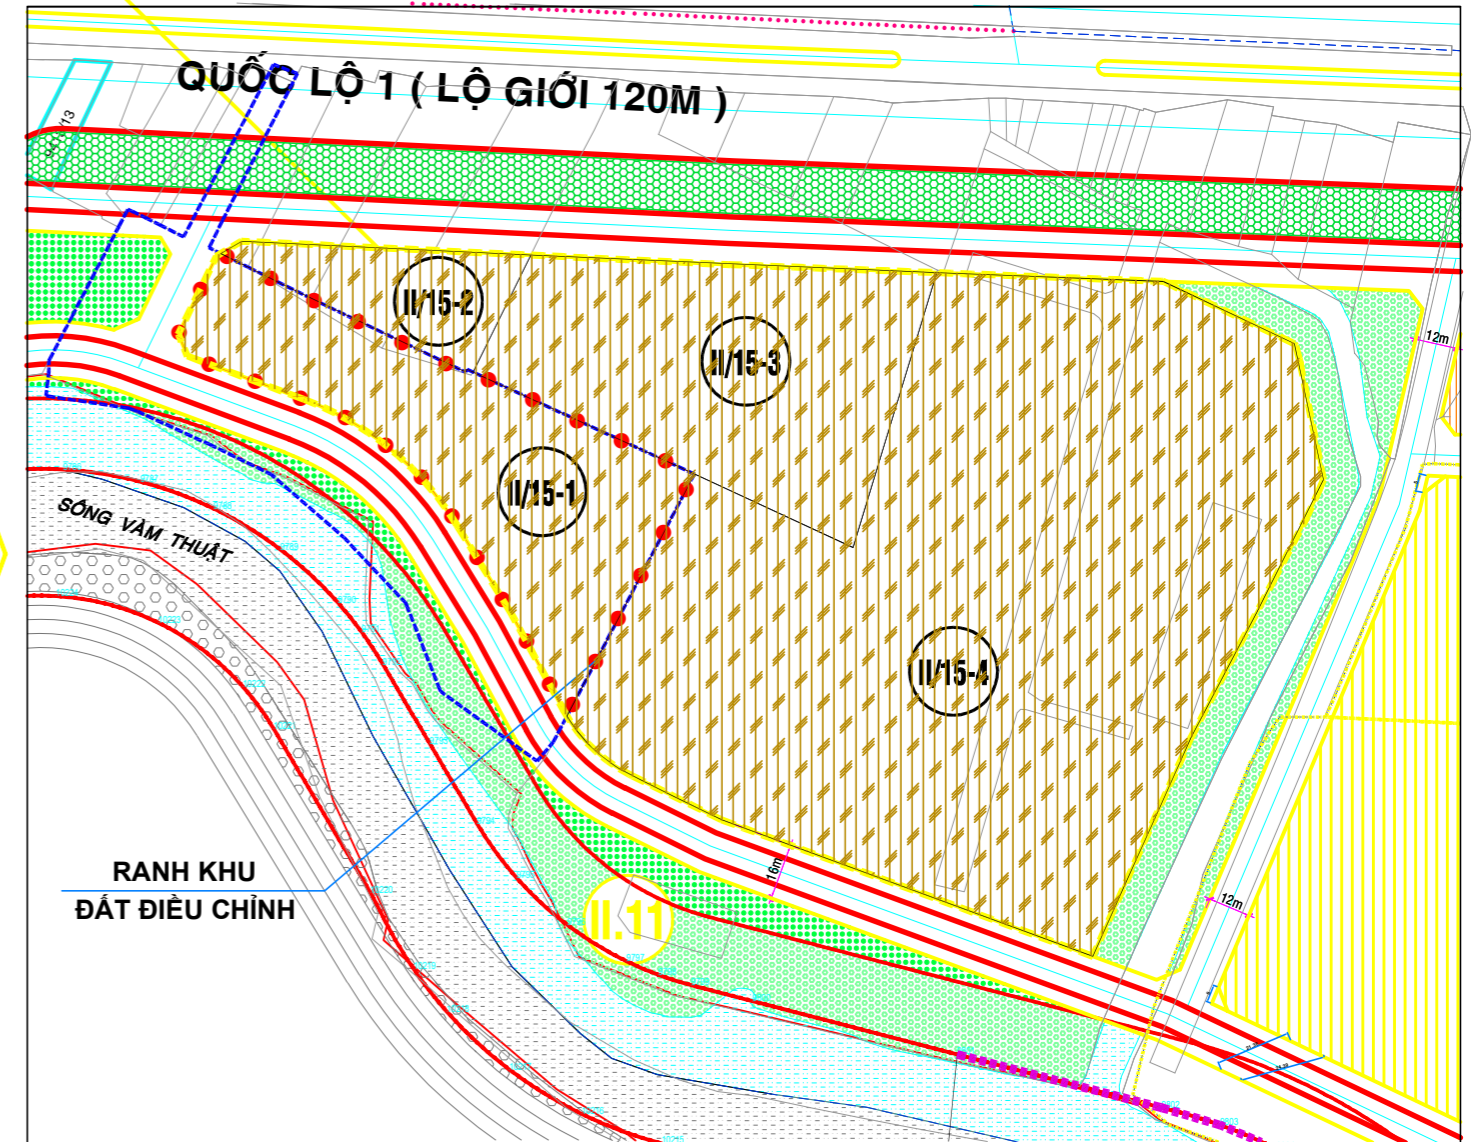 QUỐC LỘ 1 ( LỘ GIỚI 120M )
II/15-2
II/15-3
12m
II/15-1
SÔNG VÀM THUẬT
II/15-4
RANH KHU
ĐẤT ĐIỀU CHỈNH
16m
12m
II.11